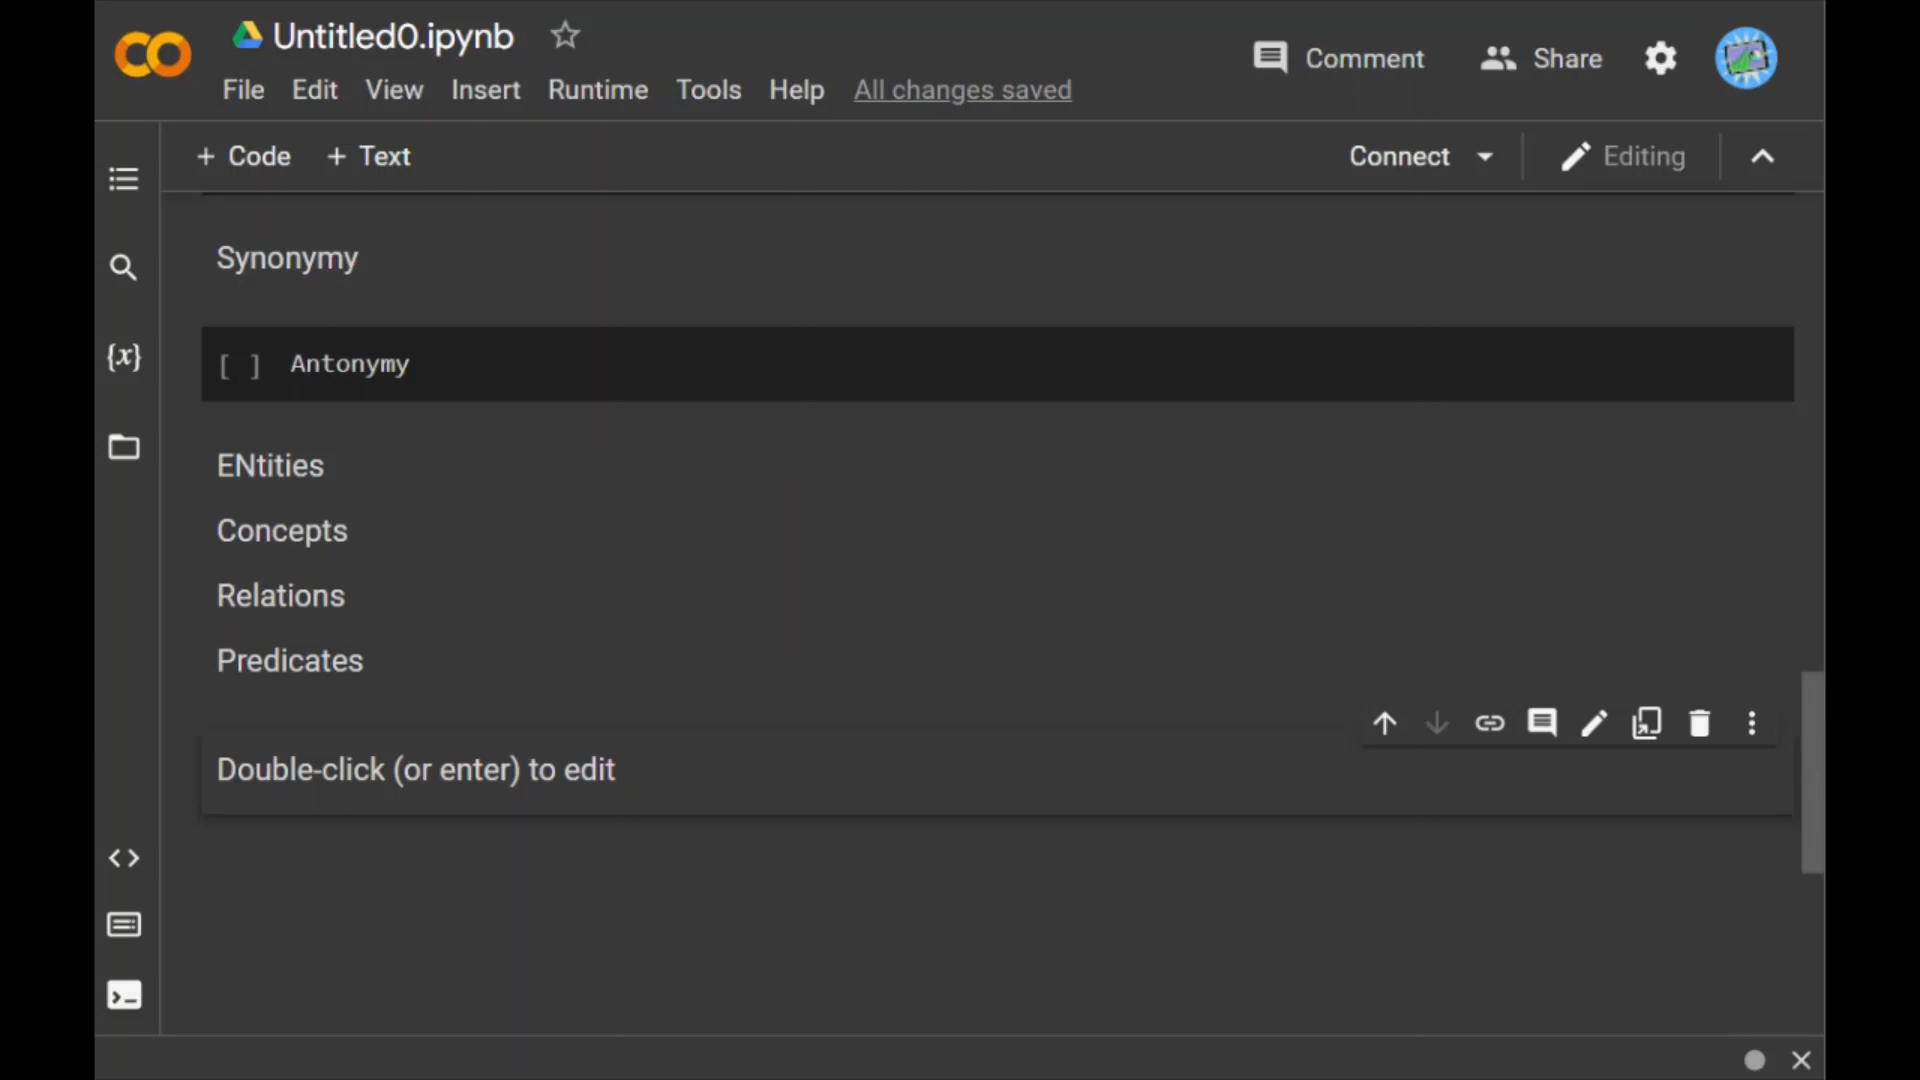 Untitled0.ipynb
Comment
Share
File Edit View Insert Runtime Tools Help All changes saved
+ Code + Text
Connect
Editing
Synonymy
{x}
[ ] Antonymy
ENtities
Concepts
Relations
Predicates
Double-click (or enter) to edit